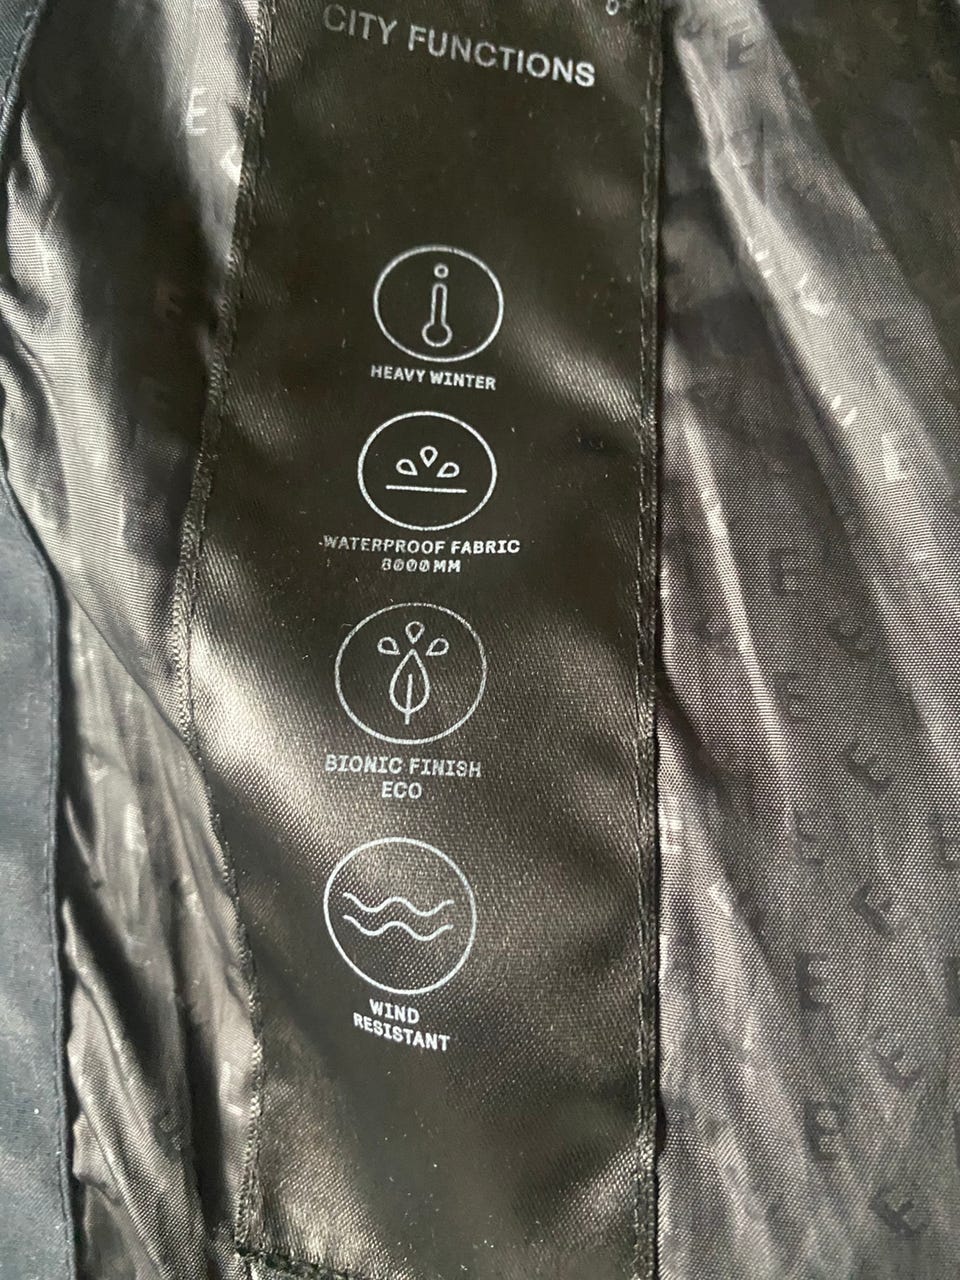 CITY FUNCTIONS
HEAVY WINTER
WATERPROOF FABRIC
8000MM
BIONIC FINISH
ECO
WIND
RESISTANT